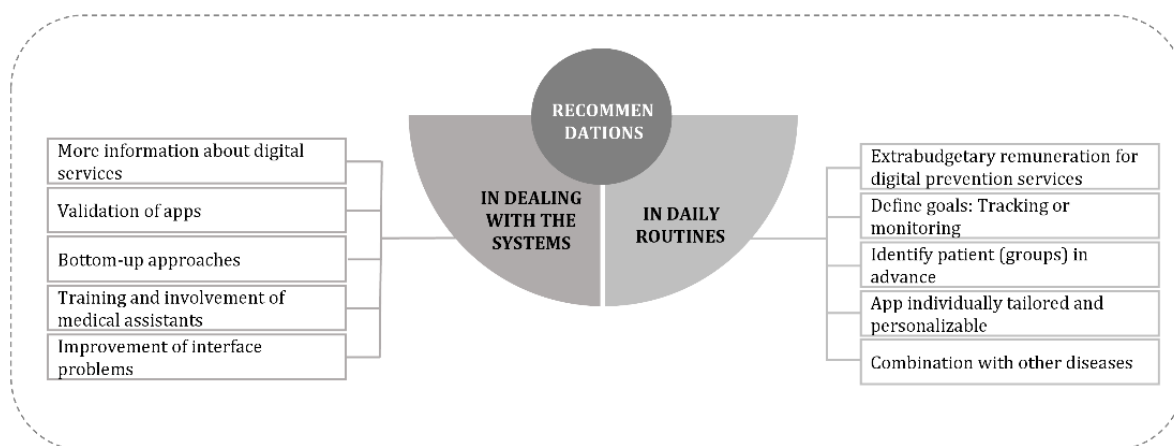 RECOMMEN
DATIONS
IN DEALING
WITH THE
SYSTEMS
IN DAILY
ROUTINES
More information about digital
services
Validation of apps
Bottom-up approaches
Training and involvement of
medical assistants
Improvement of interface
problems
Extrabudgetary remuneration for
digital prevention services
Define goals: Tracking or
monitoring
Identify patient (groups) in
advance
App individually tailored and
personalizable
Combination with other diseases